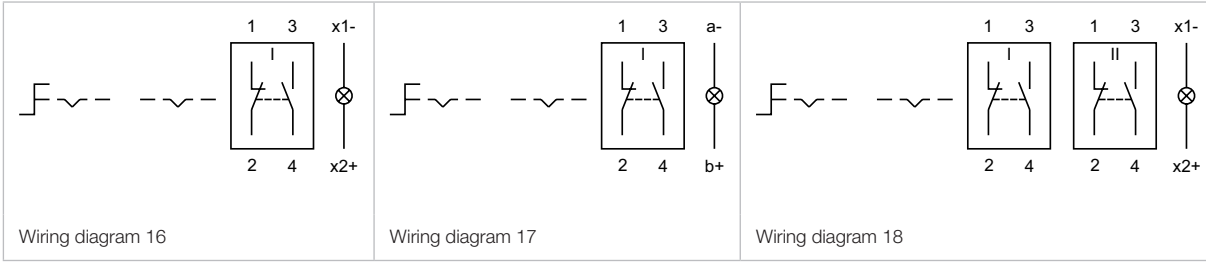 1 3 x1-
I
2 4 x2+
Wiring diagram 16
1 3 a-
I
2 4 b+
Wiring diagram 17
1 3 1 3 x1-
I II
2 4 2 4 x2+
Wiring diagram 18